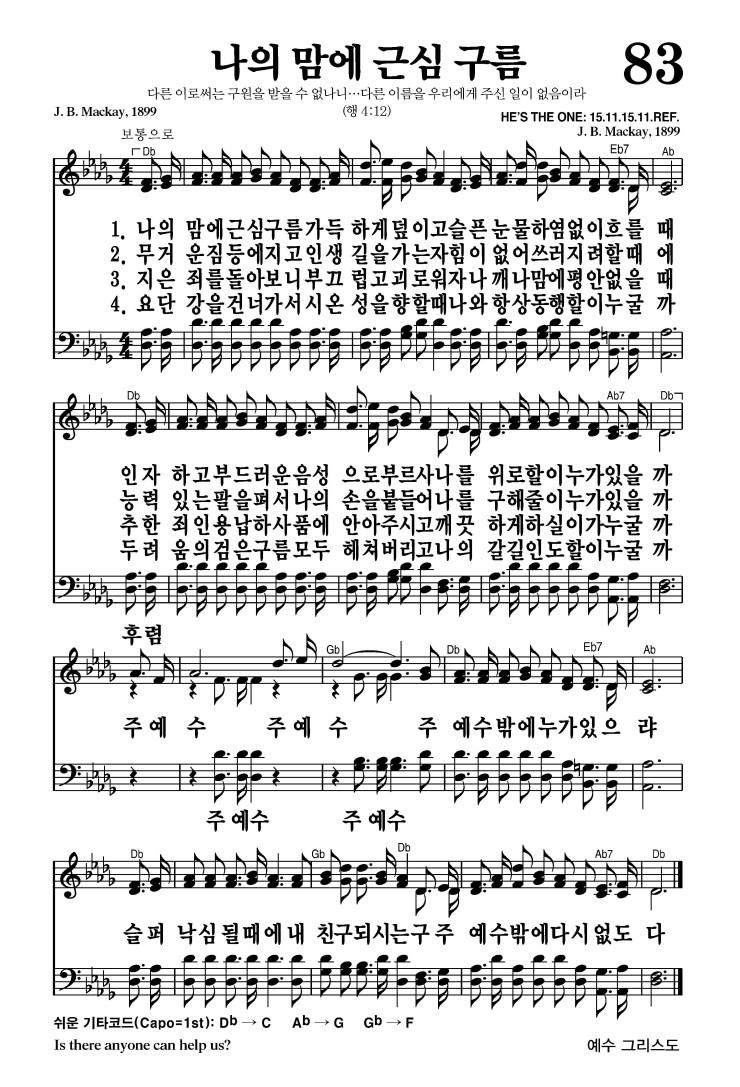 나의 맘에 근심 구름 83
다른 이로써는 구원을 받을 수 없나니…다른 이름을 우리에게 주신 일이 없음이라
J. B. Mackay, 1899 (행 4:12) HE'S THE ONE: 15.11.15.11.REF.
보통으로 J. B. Mackay, 1899
Db Eb7 Ab
1. 나의 맘에근심구름가득 하게덮이고슬픈눈물하염없이흐를 때
2. 무거 운짐등에지고인생 길을가는자힘이없어쓰러지려할때 에
3. 지은 죄를돌아보니부끄 럽고괴로워자나깨나맘에평안없을 때
4. 요단 강을건너가서시온 성을향할때나와항상동행할이누굴 까
Db Ab7 Db
인자 하고부드러운음성 으로부르사나를 위로할이누가있을 까
능력 있는팔을펴서나의 손을붙들어나를 구해줄이누가있을 까
추한 죄인용납하사품에 안아주시고깨끗 하게하실이가누굴 까
두려 움의검은구름모두 헤쳐버리고나의 갈길인도할이누굴 까
후렴
Gb Db Eb7 Ab
주예 수 주예 수 주 예수밖에누가있으 랴
주 예수 주 예수
Db Gb Db Ab7 Db
슬퍼 낙심될때에내 친구되시는구주 예수밖에다시없도 다
쉬운 기타코드(Capo=1st): Db → C Ab → G Gb → F
Is there anyone can help us? 예수 그리스도